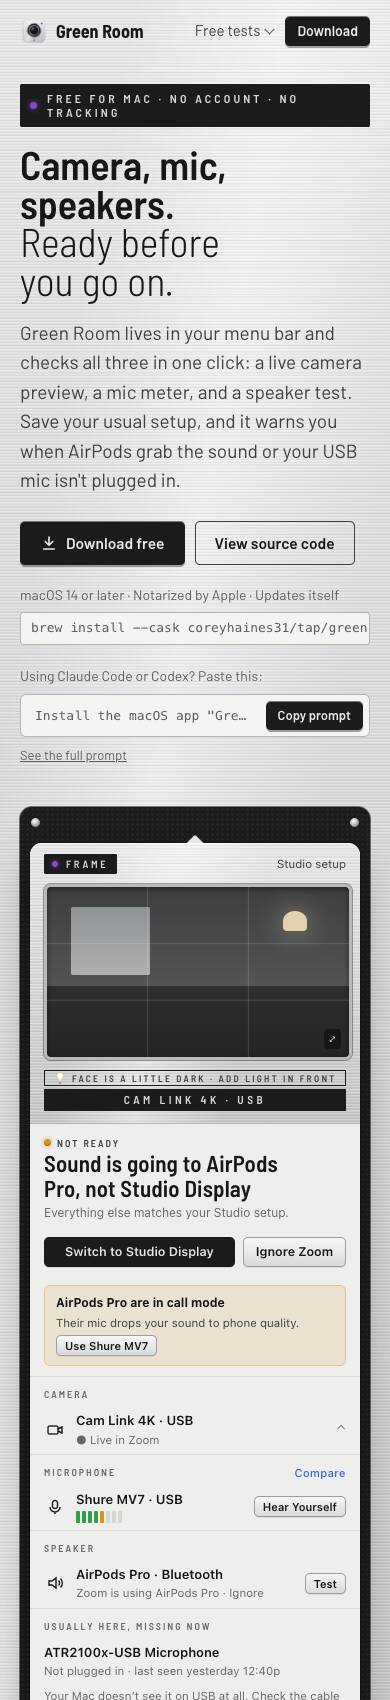 Green Room
Free tests
Download
FREE FOR MAC · NO ACCOUNT · NO
TRACKING
Camera, mic,
speakers.
Ready before
you go on.
Green Room lives in your menu bar and
checks all three in one click: a live camera
preview, a mic meter, and a speaker test.
Save your usual setup, and it warns you
when AirPods grab the sound or your USB
mic isn't plugged in.
Download free
View source code
macOS 14 or later · Notarized by Apple · Updates itself
brew install --cask coreyhaines31/tap/green
Using Claude Code or Codex? Paste this:
Install the macOS app "Gre…
Copy prompt
See the full prompt
FRAME
Studio setup
FACE IS A LITTLE DARK · ADD LIGHT IN FRONT
CAM LINK 4K · USB
NOT READY
Sound is going to AirPods
Pro, not Studio Display
Everything else matches your Studio setup.
Switch to Studio Display
Ignore Zoom
AirPods Pro are in call mode
Their mic drops your sound to phone quality.
Use Shure MV7
CAMERA
Cam Link 4K · USB
Live in Zoom
MICROPHONE
Compare
Shure MV7 · USB
Hear Yourself
SPEAKER
AirPods Pro · Bluetooth
Zoom is using AirPods Pro · Ignore
Test
USUALLY HERE, MISSING NOW
ATR2100x-USB Microphone
Not plugged in · last seen yesterday 12:40p
Your Mac doesn't see it on USB at all. Check the cable